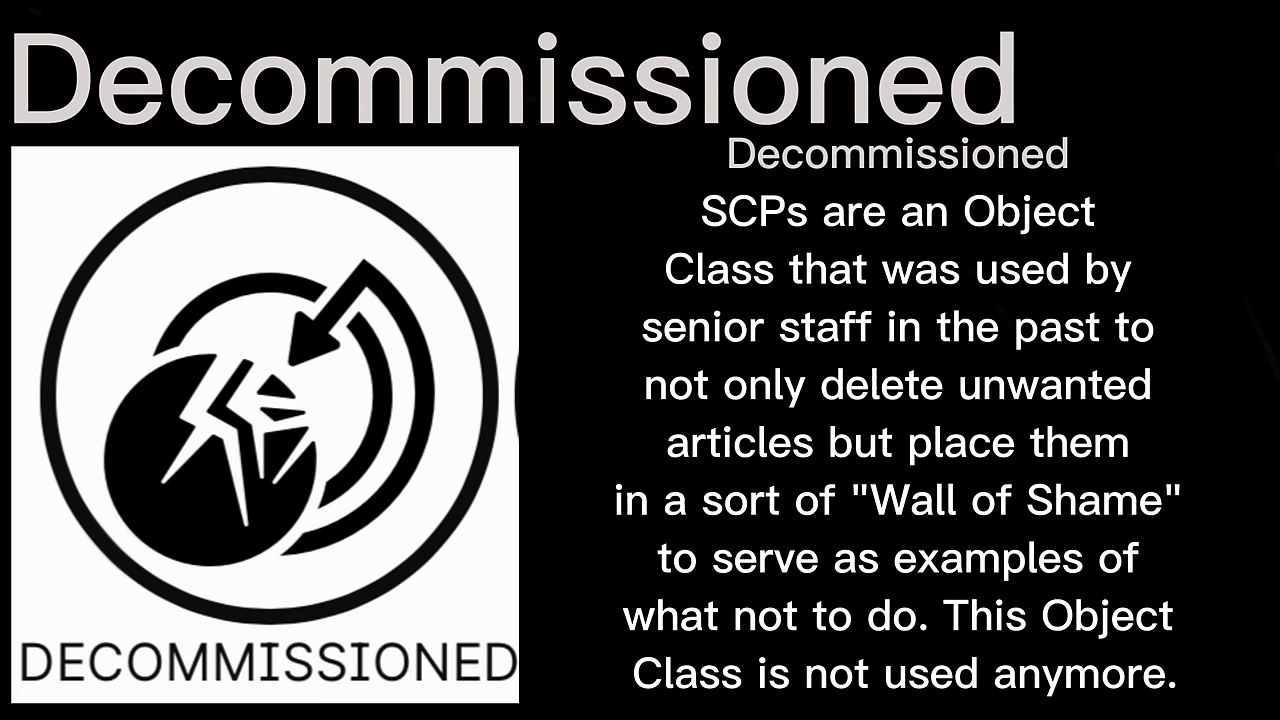 Decommissioned
Decommissioned
SCPs are an Object
Class that was used by
senior staff in the past to
not only delete unwanted
articles but place them
in a sort of "Wall of Shame"
to serve as examples of
what not to do. This Object
Class is not used anymore.
DECOMMISSIONED